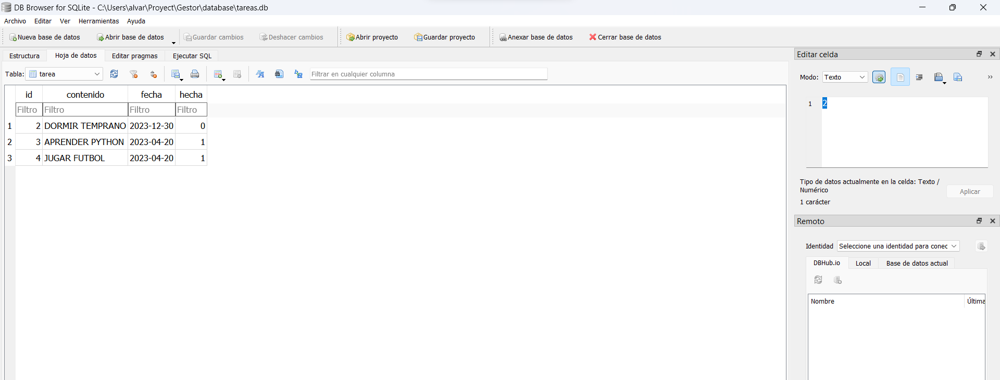 DB Browser for SQLite - C:\Users\alvar\Proyect\Gestor\database\tareas.db
Archivo Editar Ver Herramientas Ayuda
Nueva base de datos Abrir base de datos Guardar cambios Deshacer cambios Abrir proyecto Guardar proyecto Anexar base de datos Cerrar base de datos
Estructura Hoja de datos Editar pragmas Ejecutar SQL
Tabla: tarea Filtrar en cualquier columna
id contenido fecha hecha
Filtro Filtro Filtro Filtro
1 2 DORMIR TEMPRANO 2023-12-30 0
2 3 APRENDER PYTHON 2023-04-20 1
3 4 JUGAR FUTBOL 2023-04-20 1
Editar celda
Modo: Texto
1 2
Tipo de datos actualmente en la celda: Texto /
Numérico
Aplicar
1 carácter
Remoto
Identidad Seleccione una identidad para conec
DBHub.io Local Base de datos actual
Nombre Última